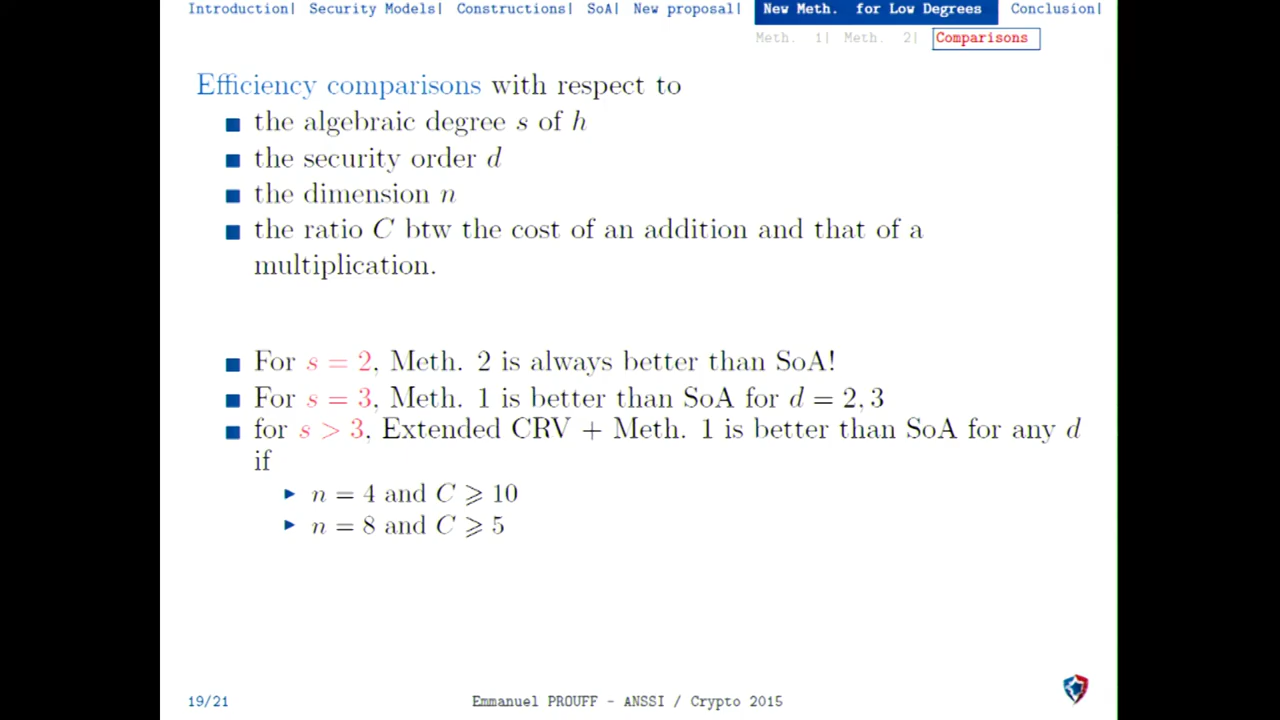 Introduction| Security Models| Constructions| SoA| New proposal| New Meth. for Low Degrees Conclusion|
Meth. 1| Meth. 2| Comparisons
Efficiency comparisons with respect to
the algebraic degree s of h
the security order d
the dimension n
the ratio C btw the cost of an addition and that of a
multiplication.
For s = 2, Meth. 2 is always better than SoA!
For s = 3, Meth. 1 is better than SoA for d = 2, 3
for s > 3, Extended CRV + Meth. 1 is better than SoA for any d
if
n = 4 and C ⩾ 10
n = 8 and C ⩾ 5
19/21 Emmanuel PROUFF - ANSSI / Crypto 2015